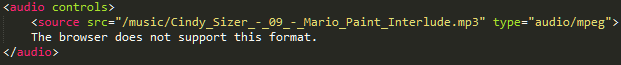 <audio controls>
<source src="/music/Cindy_Sizer_-_09_-_Mario_Paint_Interlude.mp3" type="audio/mpeg">
The browser does not support this format.
</audio>